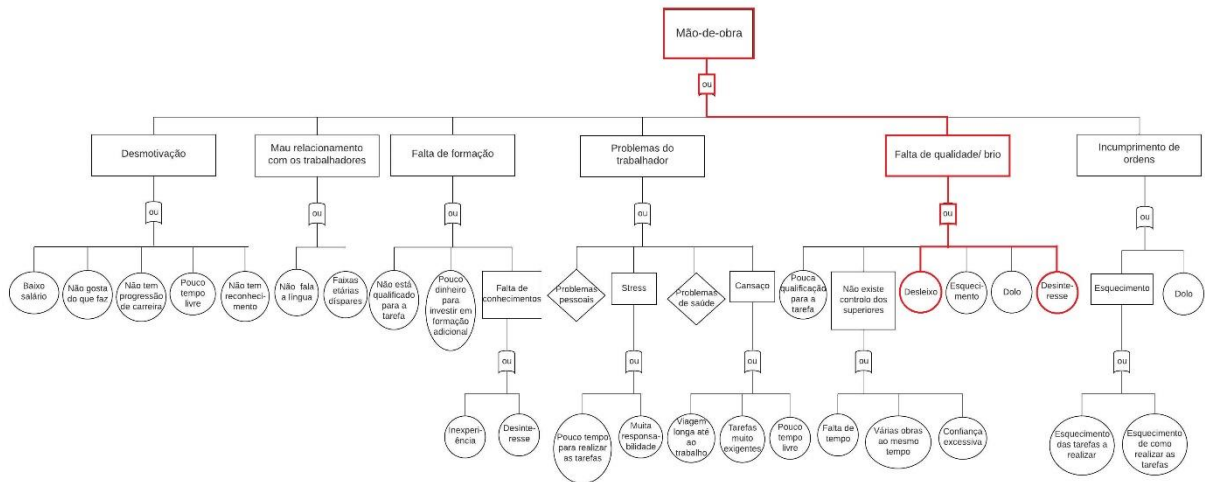 Mão-de-obra
ou
Desmotivação
Mau relacionamento
com os trabalhadores
Falta de formação
Problemas do
trabalhador
Falta de qualidade/ brio
Incumprimento de
ordens
ou
ou
ou
ou
ou
ou
Baixo
salário
Não gosta
do que faz
Não tem
progressão
de carreira
Pouco
tempo
livre
Não tem
reconheci-
mento
Não fala
a língua
Faixas
etárias
díspares
Não está
qualificado
para a
tarefa
Pouco
dinheiro
para
investir em
formação
adicional
Falta de
conhecimentos
Problemas
pessoais
Stress
Problemas
de saúde
Cansaço
Pouca
qualificação
para a
tarefa
Não existe
controlo dos
superiores
Desleixo
Esqueci-
mento
Dolo
Desinte-
resse
Esquecimento
Dolo
ou
ou
ou
ou
ou
Inexperi-
ência
Desinte-
resse
Pouco tempo
para realizar
as tarefas
Muita
responsa-
bilidade
Viagem
longa até
ao
trabalho
Tarefas
muito
exigentes
Pouco
tempo
livre
Falta de
tempo
Várias obras
ao mesmo
tempo
Confiança
excessiva
Esquecimento
das tarefas a
realizar
Esquecimento
de como
realizar as
tarefas